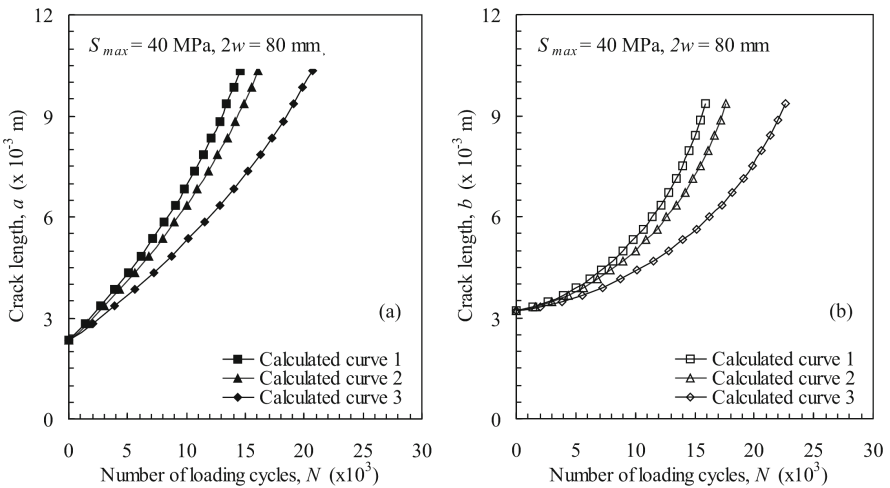 12
9
6
3
0
Crack length, a (x 10⁻³ m)
S max = 40 MPa, 2w = 80 mm
(a)
Calculated curve 1
Calculated curve 2
Calculated curve 3
0 5 10 15 20 25 30
Number of loading cycles, N (x10³)
12
9
6
3
0
Crack length, b (x 10⁻³ m)
S max = 40 MPa, 2w = 80 mm
(b)
Calculated curve 1
Calculated curve 2
Calculated curve 3
0 5 10 15 20 25 30
Number of loading cycles, N (x10³)